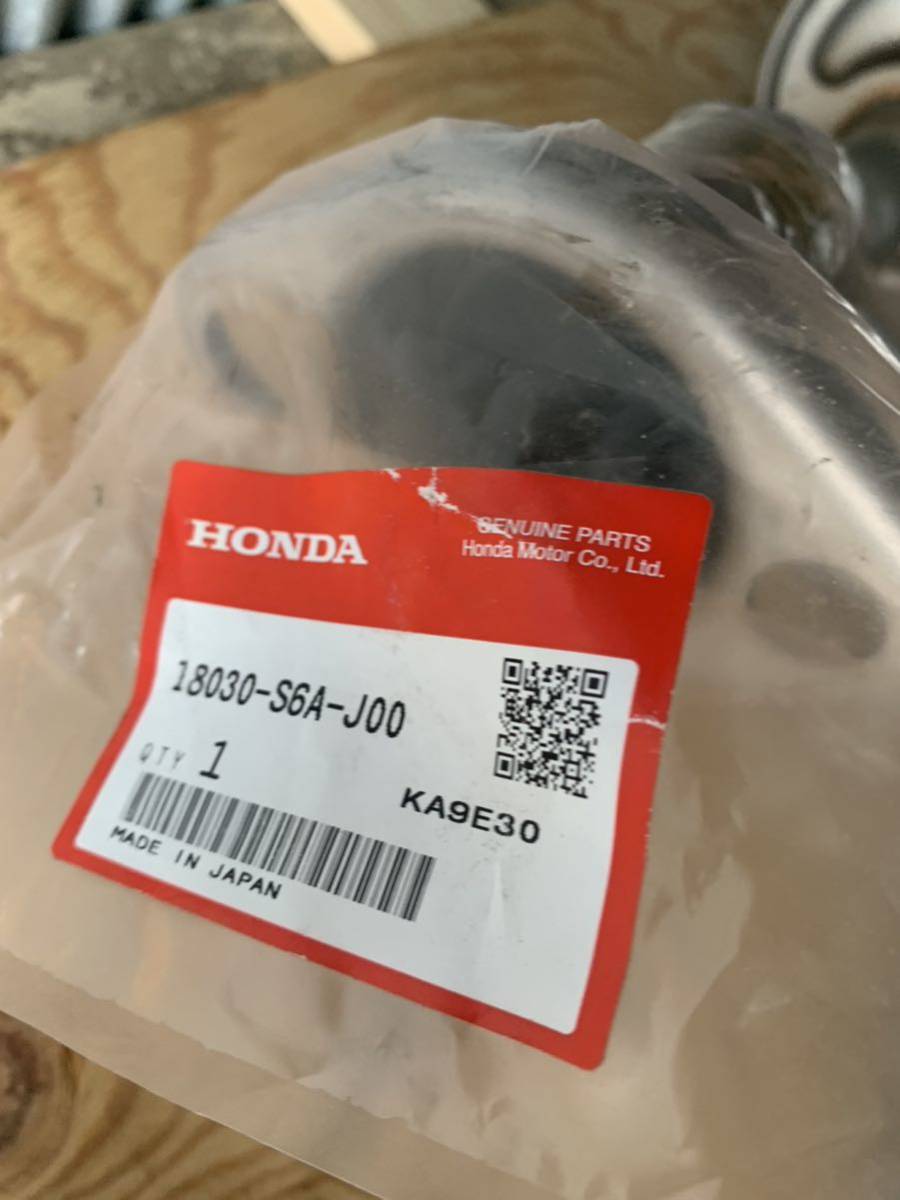 HONDA
GENUINE PARTS
Honda Motor Co., Ltd.
18030-S6A-J00
QTY 1
KA9E30
MADE IN JAPAN